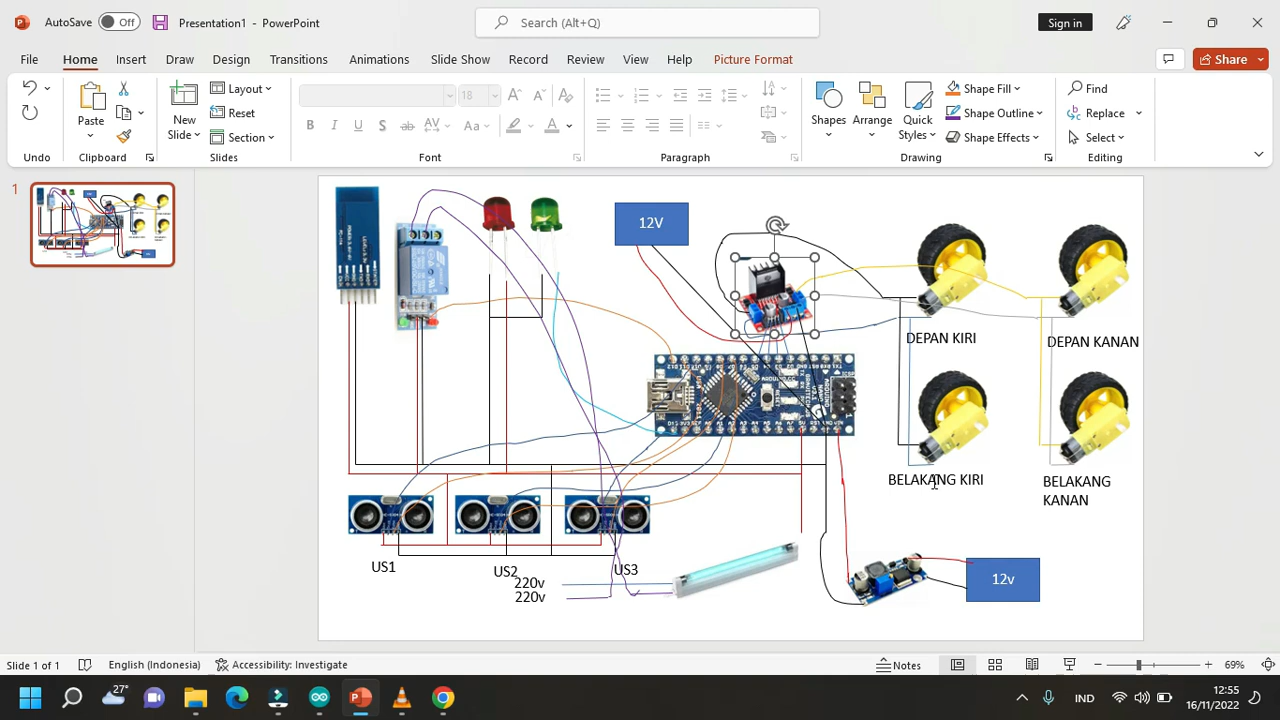 AutoSave Off Presentation1 - PowerPoint Search (Alt+Q) Sign in
File Home Insert Draw Design Transitions Animations Slide Show Record Review View Help Picture Format Share
Layout Shape Fill Find
18
Reset Shape Outline Replace
Paste New Slide Section Shapes Arrange Quick Styles Shape Effects Select
Undo Clipboard Slides Font Paragraph Drawing Editing
1
12V
DEPAN KIRI
DEPAN KANAN
BELAKANG KIRI
BELAKANG
KANAN
US1
US2
US3
220v
220v
12v
Slide 1 of 1 English (Indonesia) Accessibility: Investigate Notes 69%
27° IND 12:55
16/11/2022